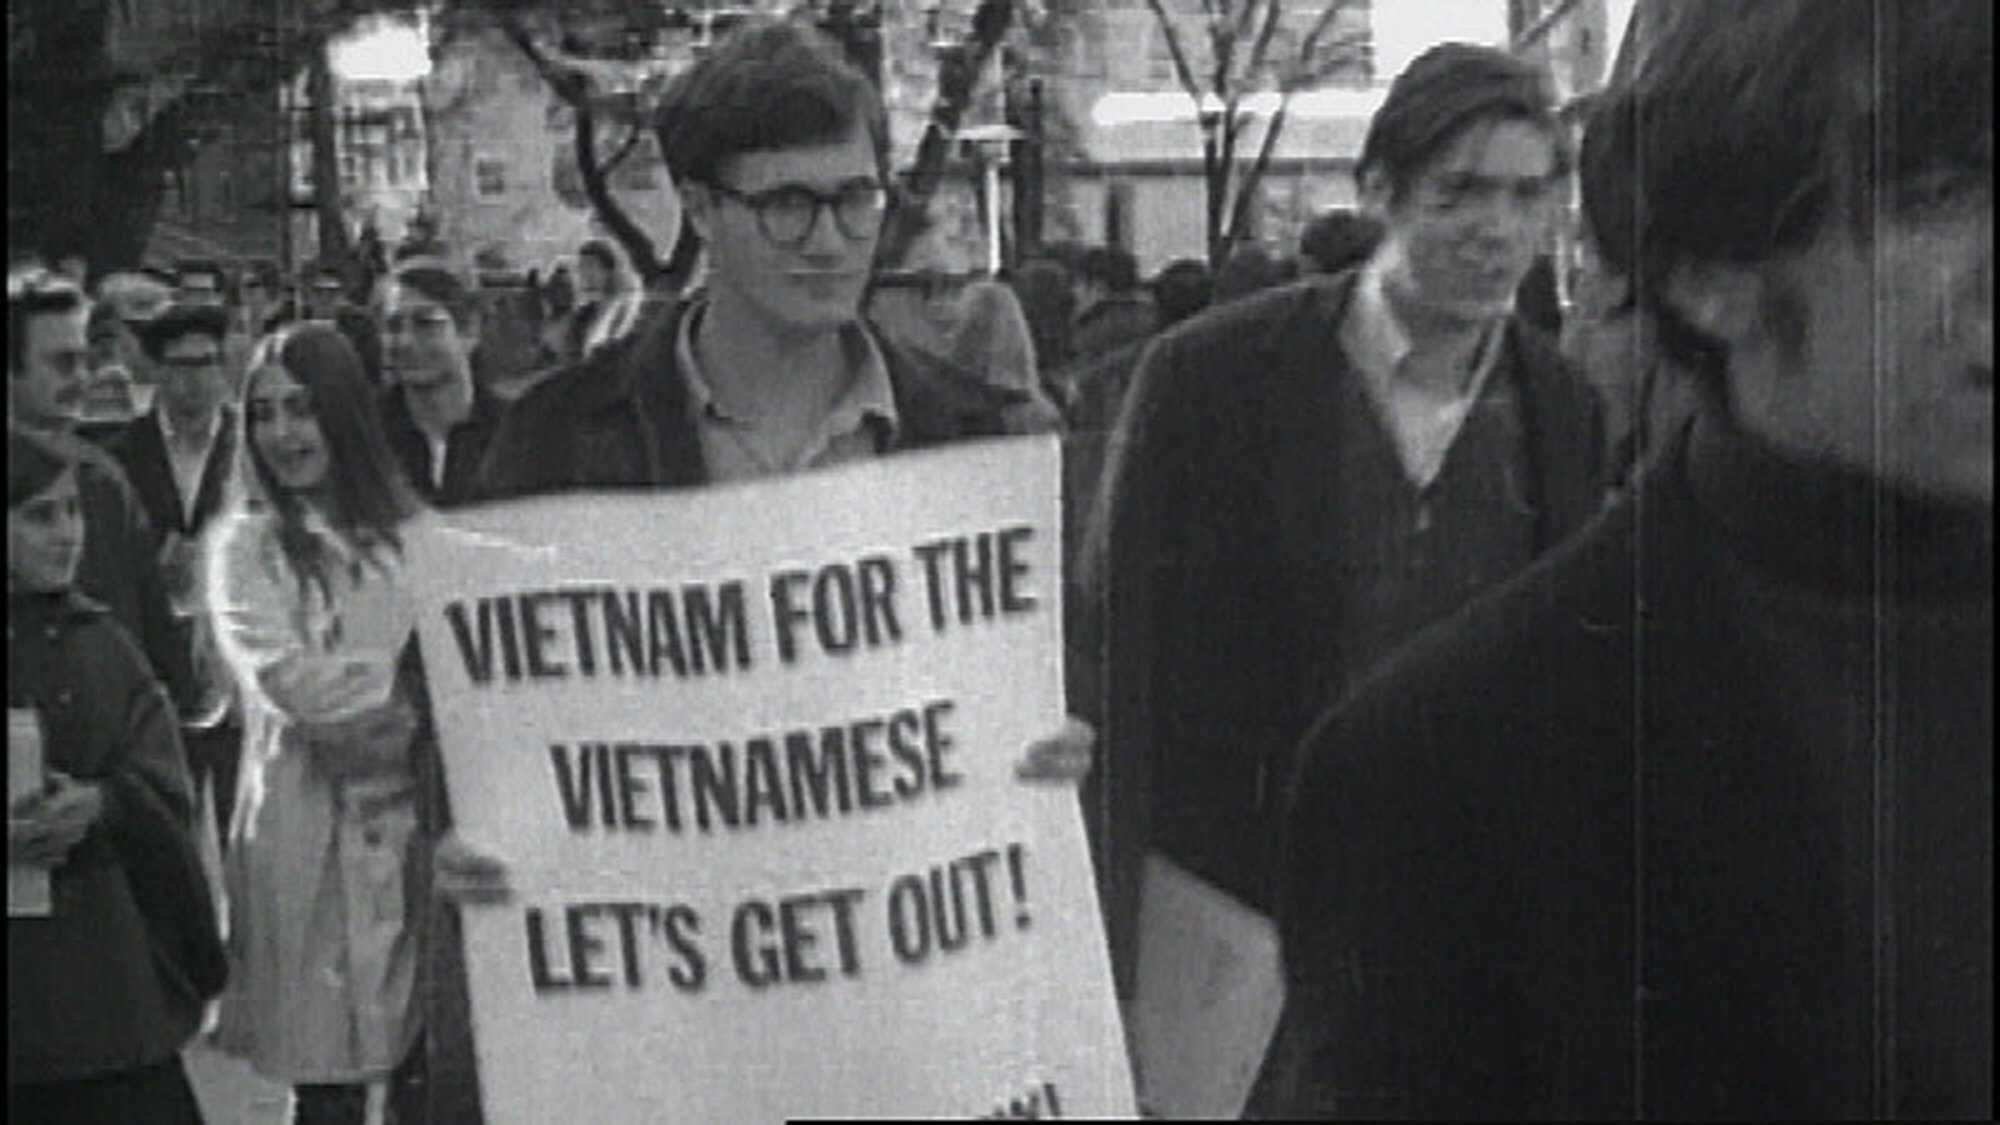 VIETNAM FOR THE
VIETNAMESE
LET'S GET OUT!